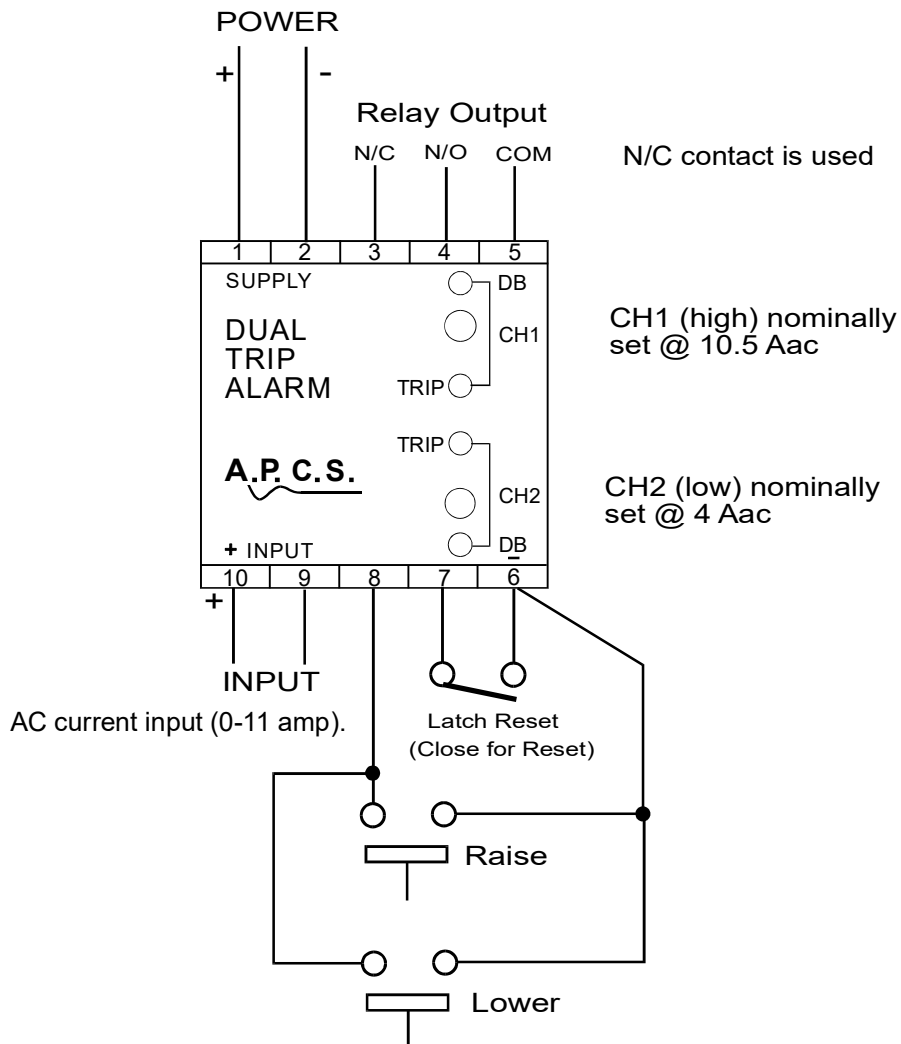 POWER
+ -
Relay Output
N/C N/O COM
N/C contact is used
1 2 3 4 5
SUPPLY
DB
DUAL
TRIP
ALARM
CH1
TRIP
CH1 (high) nominally
set @ 10.5 Aac
TRIP
A.P.C.S.
CH2
CH2 (low) nominally
set @ 4 Aac
+ INPUT
DB
-
10 9 8 7 6
+
INPUT
AC current input (0-11 amp).
Latch Reset
(Close for Reset)
Raise
Lower